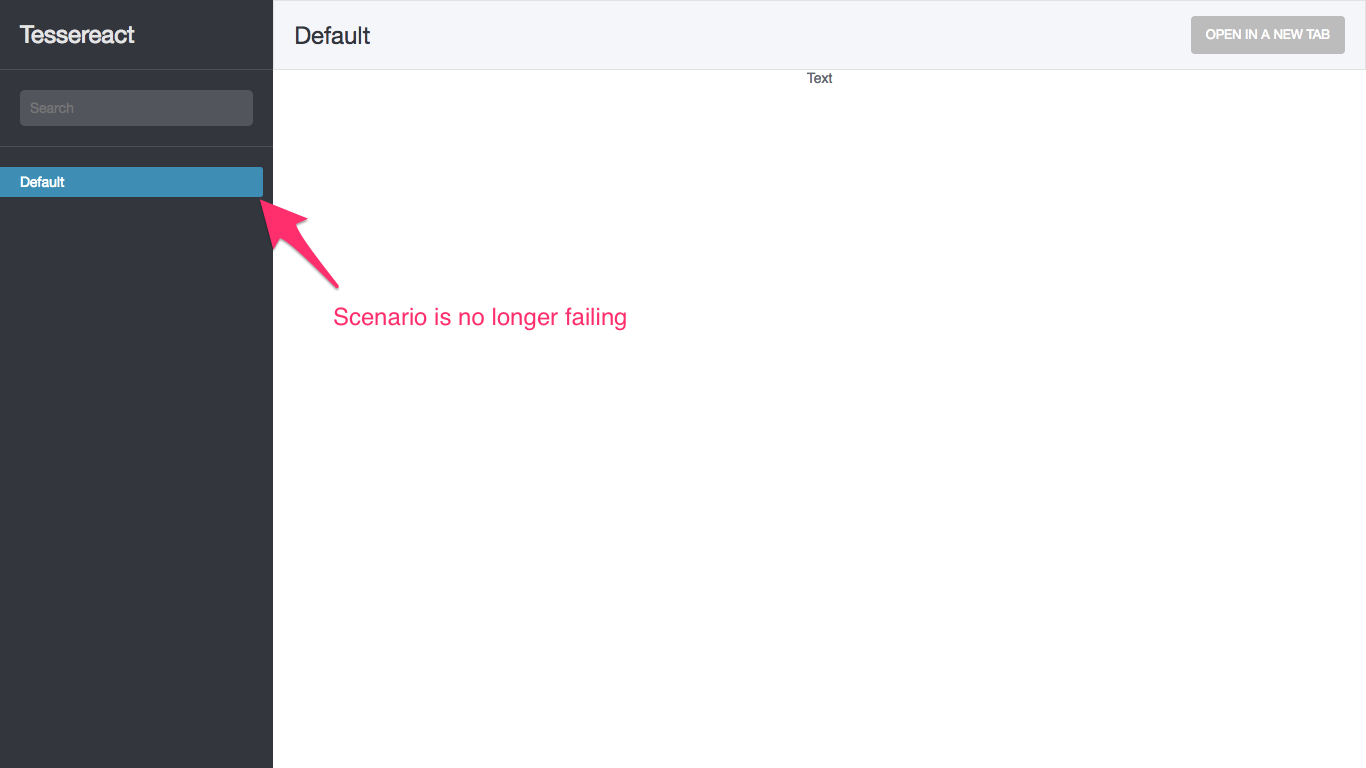 Tessereact
Default
OPEN IN A NEW TAB
Search
Text
Default
Scenario is no longer failing